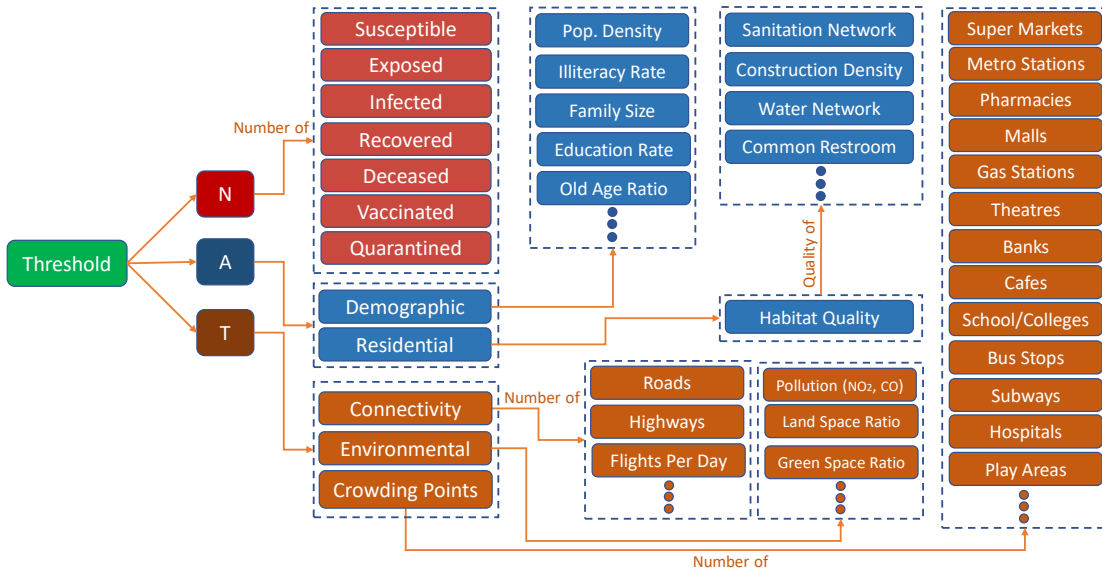 Threshold
N
A
T
Number of
Susceptible
Exposed
Infected
Recovered
Deceased
Vaccinated
Quarantined
Demographic
Residential
Connectivity
Environmental
Crowding Points
Pop. Density
Illiteracy Rate
Family Size
Education Rate
Old Age Ratio
Sanitation Network
Construction Density
Water Network
Common Restroom
Quality of
Habitat Quality
Number of
Roads
Highways
Flights Per Day
Pollution (NO₂, CO)
Land Space Ratio
Green Space Ratio
Number of
Super Markets
Metro Stations
Pharmacies
Malls
Gas Stations
Theatres
Banks
Cafes
School/Colleges
Bus Stops
Subways
Hospitals
Play Areas